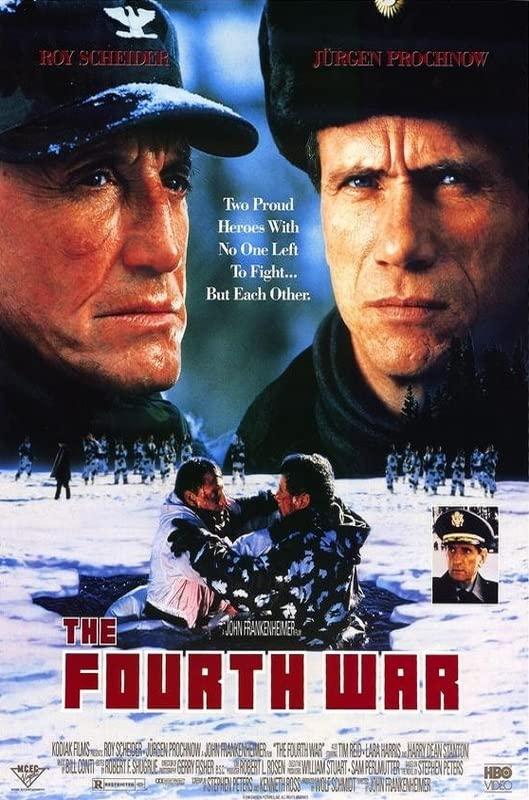 ROY SCHEIDER
JÜRGEN PROCHNOW
Two Proud
Heroes With
No One Left
To Fight...
But Each Other.
JOHN FRANKENHEIMER
THE
FOURTH WAR
KODIAK FILMS PRESENTS ROY SCHEIDER · JÜRGEN PROCHNOW · JOHN FRANKENHEIMER "THE FOURTH WAR" TIM REID · LARA HARRIS HARRY DEAN STANTON
BILL CONTI ROBERT F. SHUGRUE GERRY FISHER B.S.C. ROBERT L. ROSEN WILLIAM STUART · SAM PERLMUTTER STEPHEN PETERS
STEPHEN PETERS KENNETH ROSS WOLF SCHMIDT JOHN FRANKENHEIMER
MCEG
R RESTRICTED
HBO
VIDEO